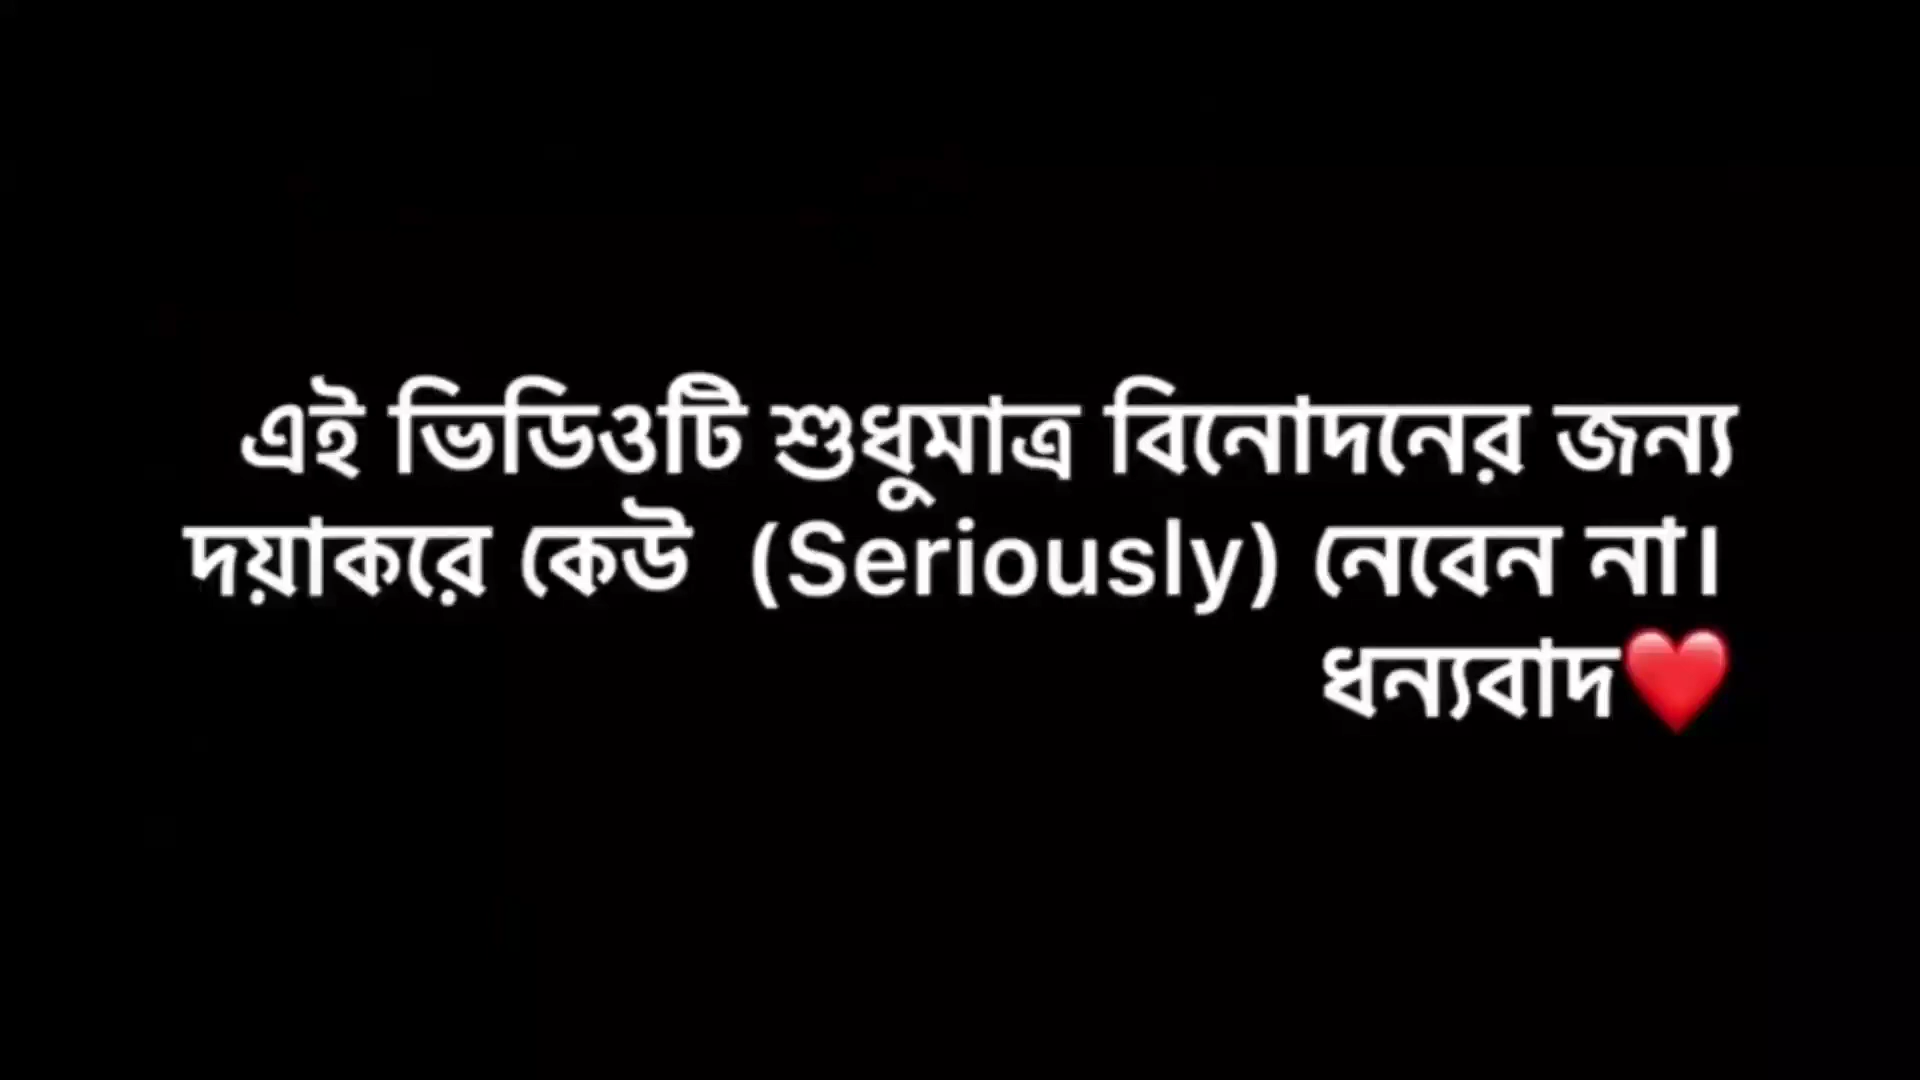 এই ভিডিওটি শুধুমাত্র বিনোদনের জন্য
দয়াকরে কেউ (Seriously) নেবেন না।
ধন্যবাদ❤️